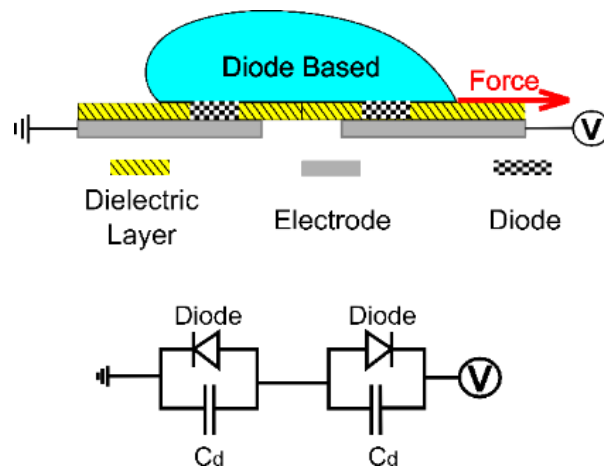 Diode Based
Force
V
Dielectric
Layer
Electrode
Diode
Diode
Diode
V
Cd
Cd